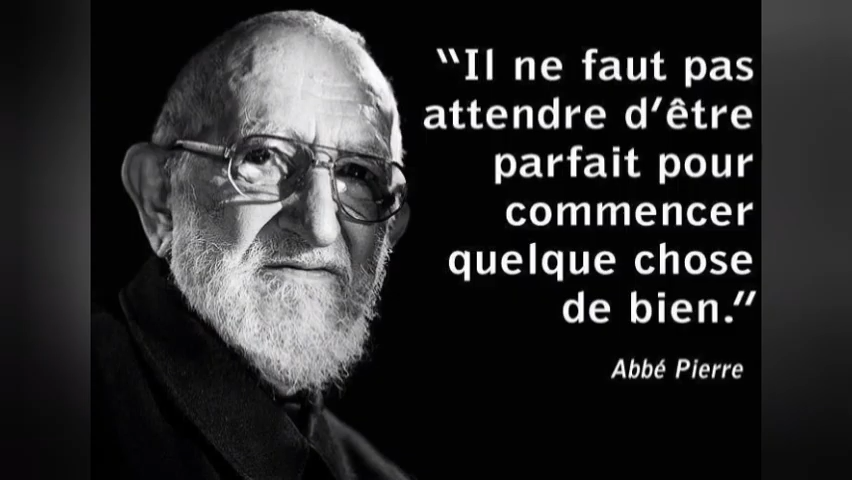 “Il ne faut pas
attendre d’être
parfait pour
commencer
quelque chose
de bien.”
Abbé Pierre